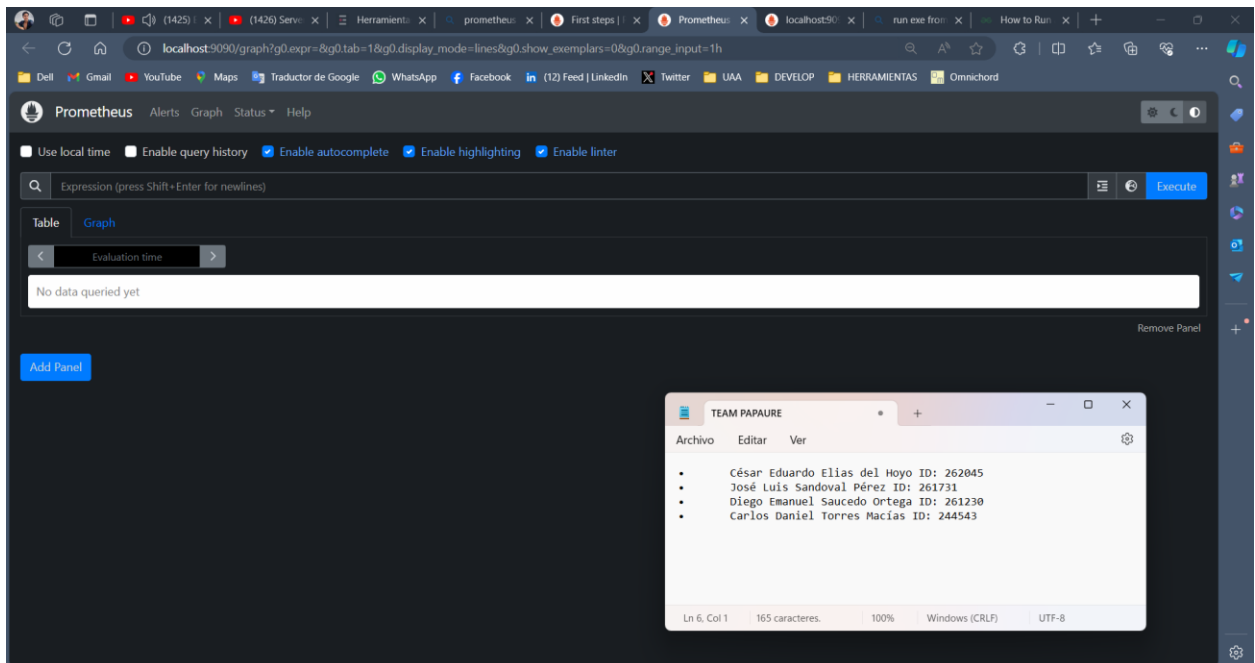 (1425)
(1426) Serve
Herramienta
prometheus
First steps |
Prometheus
localhost:90
run exe from
How to Run
localhost:9090/graph?g0.expr=&g0.tab=1&g0.display_mode=lines&g0.show_exemplars=0&g0.range_input=1h
Dell Gmail YouTube Maps Traductor de Google WhatsApp Facebook (12) Feed | LinkedIn Twitter UAA DEVELOP HERRAMIENTAS Omnichord
Prometheus Alerts Graph Status Help
Use local time Enable query history Enable autocomplete Enable highlighting Enable linter
Expression (press Shift+Enter for newlines) Execute
Table Graph
Evaluation time
No data queried yet
Remove Panel
Add Panel
TEAM PAPAURE
Archivo Editar Ver
• César Eduardo Elias del Hoyo ID: 262045
• José Luis Sandoval Pérez ID: 261731
• Diego Emanuel Saucedo Ortega ID: 261230
• Carlos Daniel Torres Macías ID: 244543
Ln 6, Col 1 165 caracteres. 100% Windows (CRLF) UTF-8